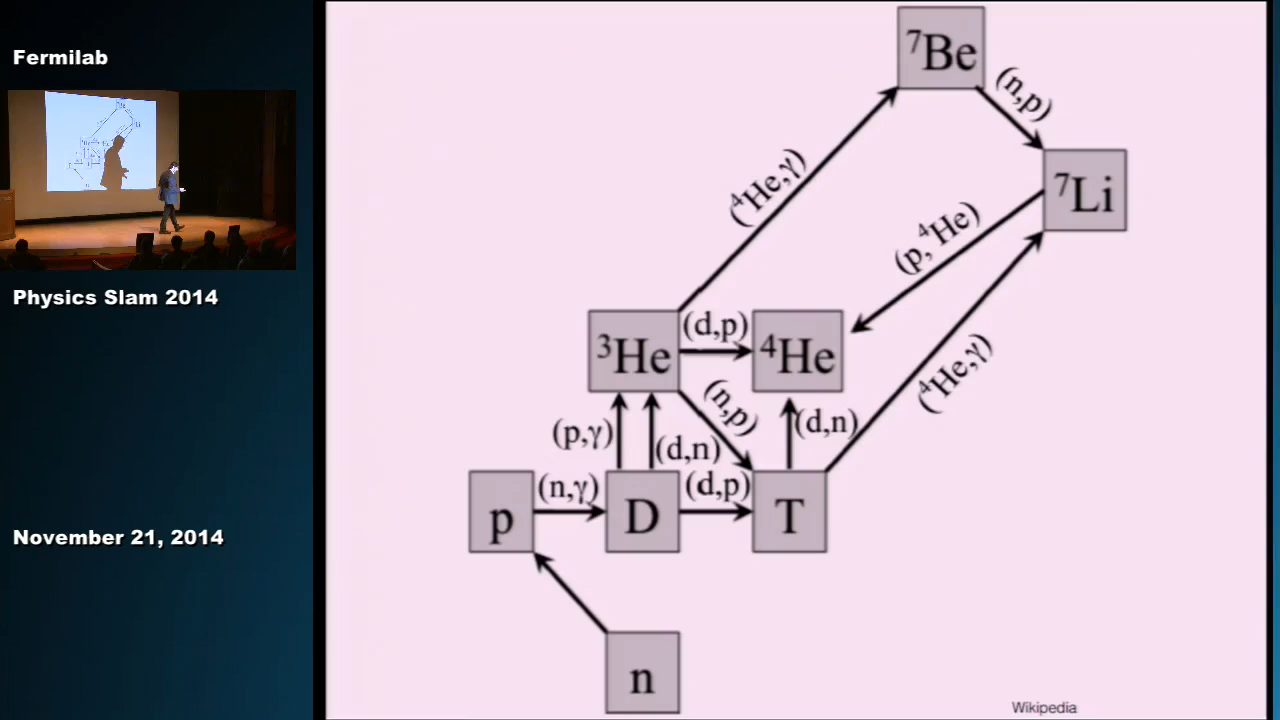 Fermilab
Physics Slam 2014
November 21, 2014
⁷Be
(n,p)
⁷Li
(⁴He,γ)
(p,⁴He)
³He
(d,p)
⁴He
(n,p)
(⁴He,γ)
(p,γ)
(d,n)
(d,n)
p
(n,γ)
D
(d,p)
T
n
Wikipedia